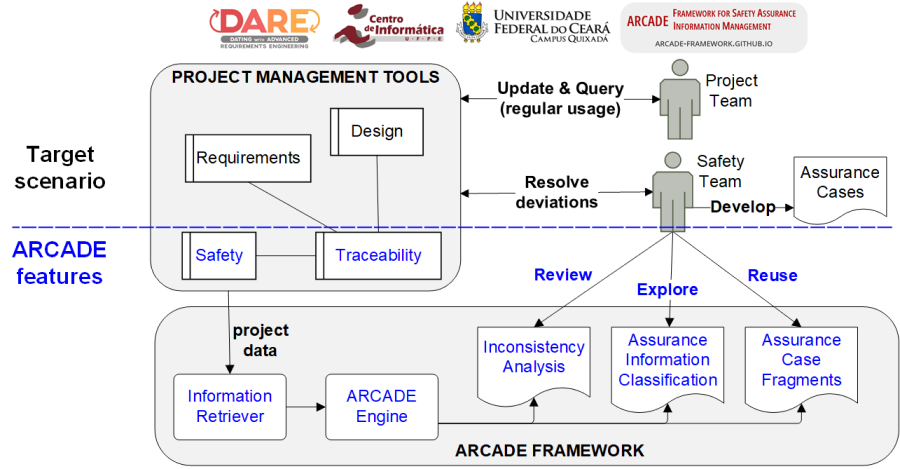 DARE
DATING WITH ADVANCED
REQUIREMENTS ENGINEERING
Centro
de Informática
U F P E
UNIVERSIDADE
FEDERAL DO CEARÁ
CAMPUS QUIXADÁ
ARCADE FRAMEWORK FOR SAFETY ASSURANCE
INFORMATION MANAGEMENT
ARCADE-FRAMEWORK.GITHUB.IO
PROJECT MANAGEMENT TOOLS
Update & Query
(regular usage)
Project
Team
Design
Requirements
Target
scenario
Resolve
deviations
Safety
Team
Develop
Assurance
Cases
ARCADE
features
Safety
Traceability
Review
Explore
Reuse
project
data
Inconsistency
Analysis
Assurance
Information
Classification
Assurance
Case
Fragments
Information
Retriever
ARCADE
Engine
ARCADE FRAMEWORK